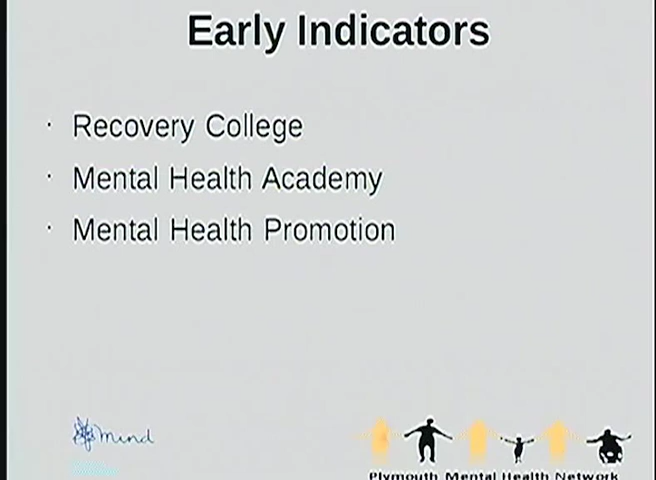 Early Indicators
· Recovery College
· Mental Health Academy
· Mental Health Promotion
mind
Plymouth Mental Health Network